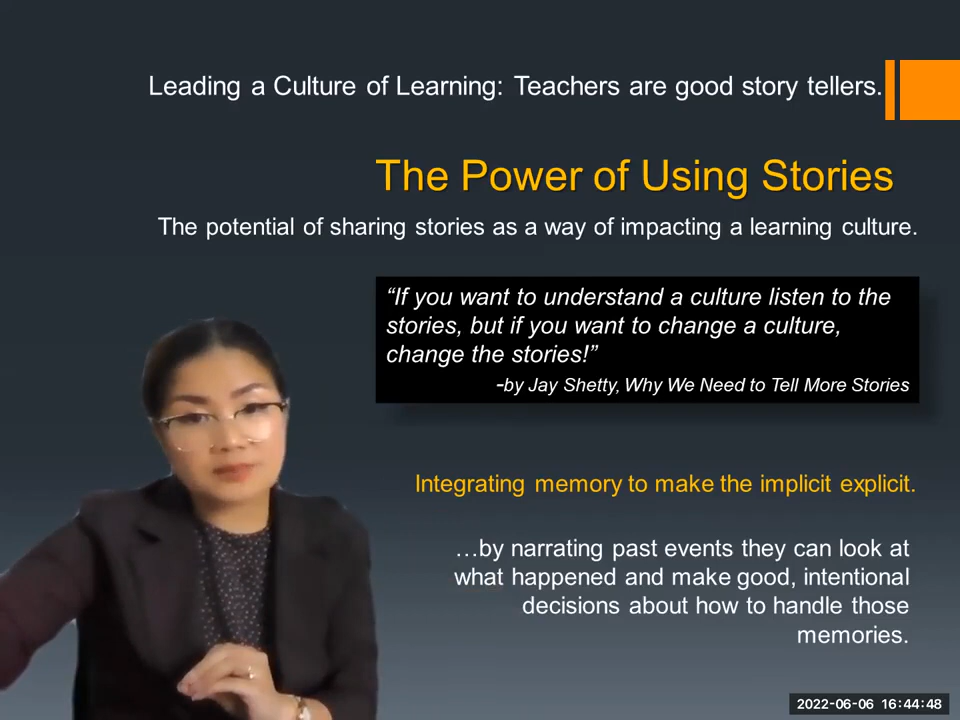 Leading a Culture of Learning: Teachers are good story tellers.
The Power of Using Stories
The potential of sharing stories as a way of impacting a learning culture.
“If you want to understand a culture listen to the
stories, but if you want to change a culture,
change the stories!”
-by Jay Shetty, Why We Need to Tell More Stories
Integrating memory to make the implicit explicit.
…by narrating past events they can look at
what happened and make good, intentional
decisions about how to handle those
memories.
2022-06-06 16:44:48